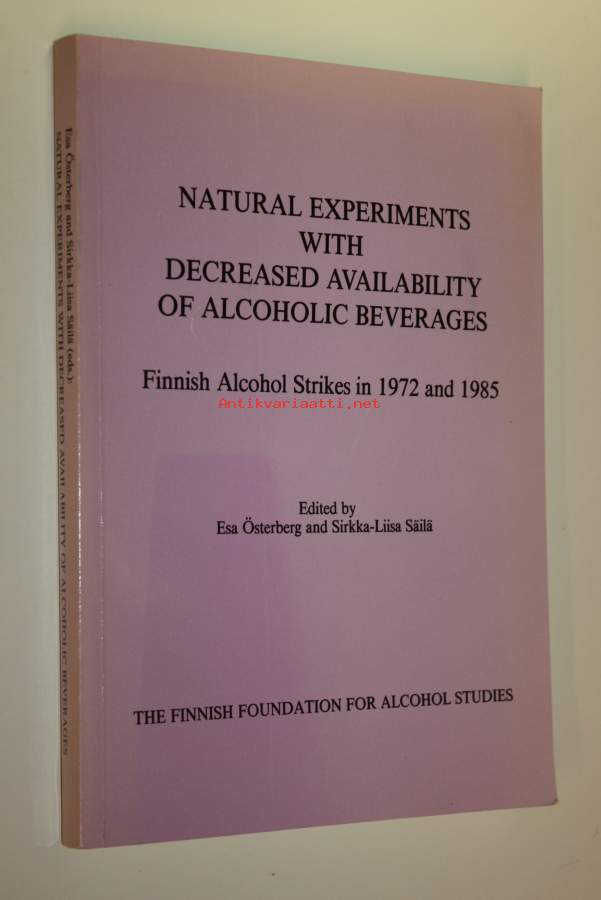 NATURAL EXPERIMENTS
WITH
DECREASED AVAILABILITY
OF ALCOHOLIC BEVERAGES
Finnish Alcohol Strikes in 1972 and 1985
Antikvariaatti.net
Edited by
Esa Österberg and Sirkka-Liisa Säilä
THE FINNISH FOUNDATION FOR ALCOHOL STUDIES
Esa Österberg and Sirkka-Liisa Säilä (eds.):
NATURAL EXPERIMENTS WITH DECREASED AVAILABILITY OF ALCOHOLIC BEVERAGES